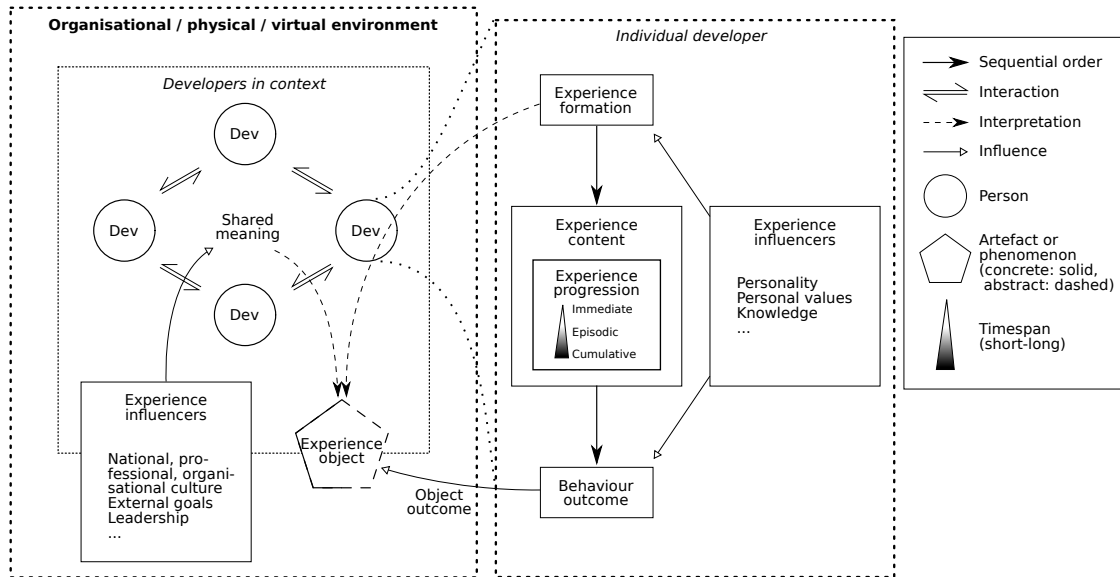 Organisational / physical / virtual environment
Developers in context
Dev
Dev
Shared
meaning
Dev
Dev
Experience
influencers
National, pro-
fessional, organi-
sational culture
External goals
Leadership
...
Experience
object
Object
outcome
Individual developer
Experience
formation
Experience
content
Experience
progression
Immediate
Episodic
Cumulative
Experience
influencers
Personality
Personal values
Knowledge
...
Behaviour
outcome
Sequential order
Interaction
Interpretation
Influence
Person
Artefact or
phenomenon
(concrete: solid,
abstract: dashed)
Timespan
(short-long)